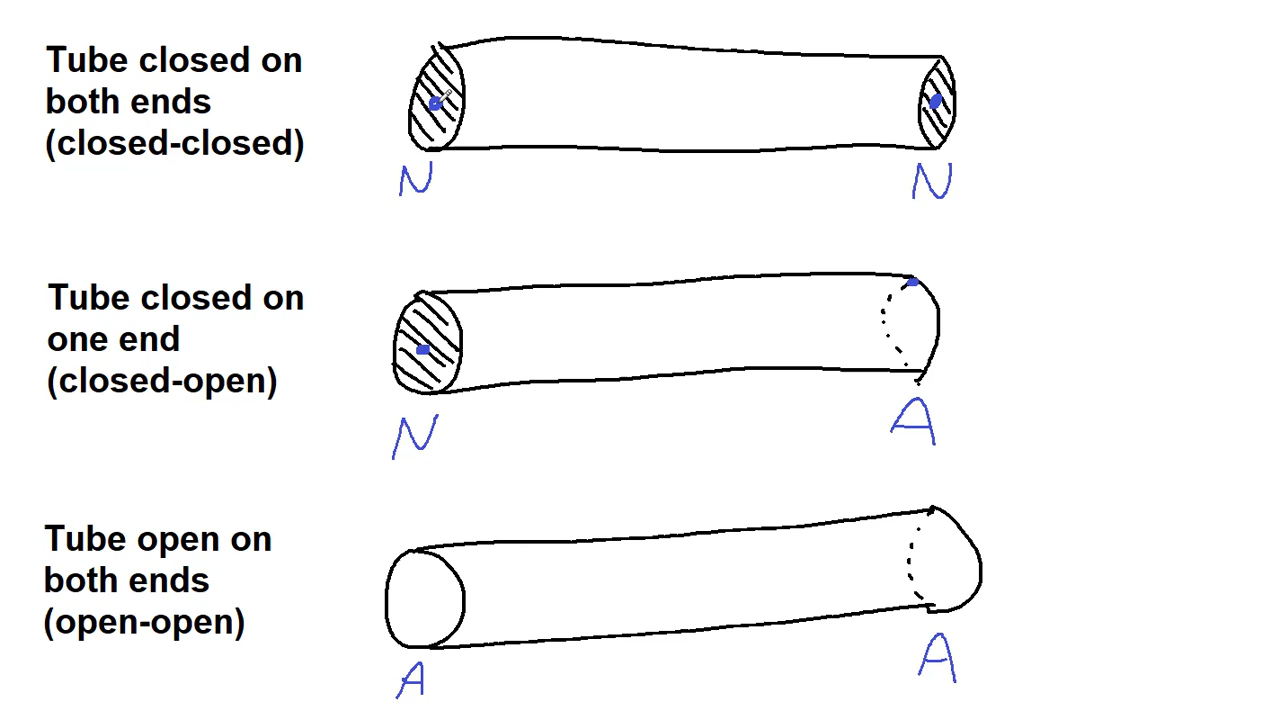 Tube closed on
both ends
(closed-closed)
N N
Tube closed on
one end
(closed-open)
N A
Tube open on
both ends
(open-open)
A A